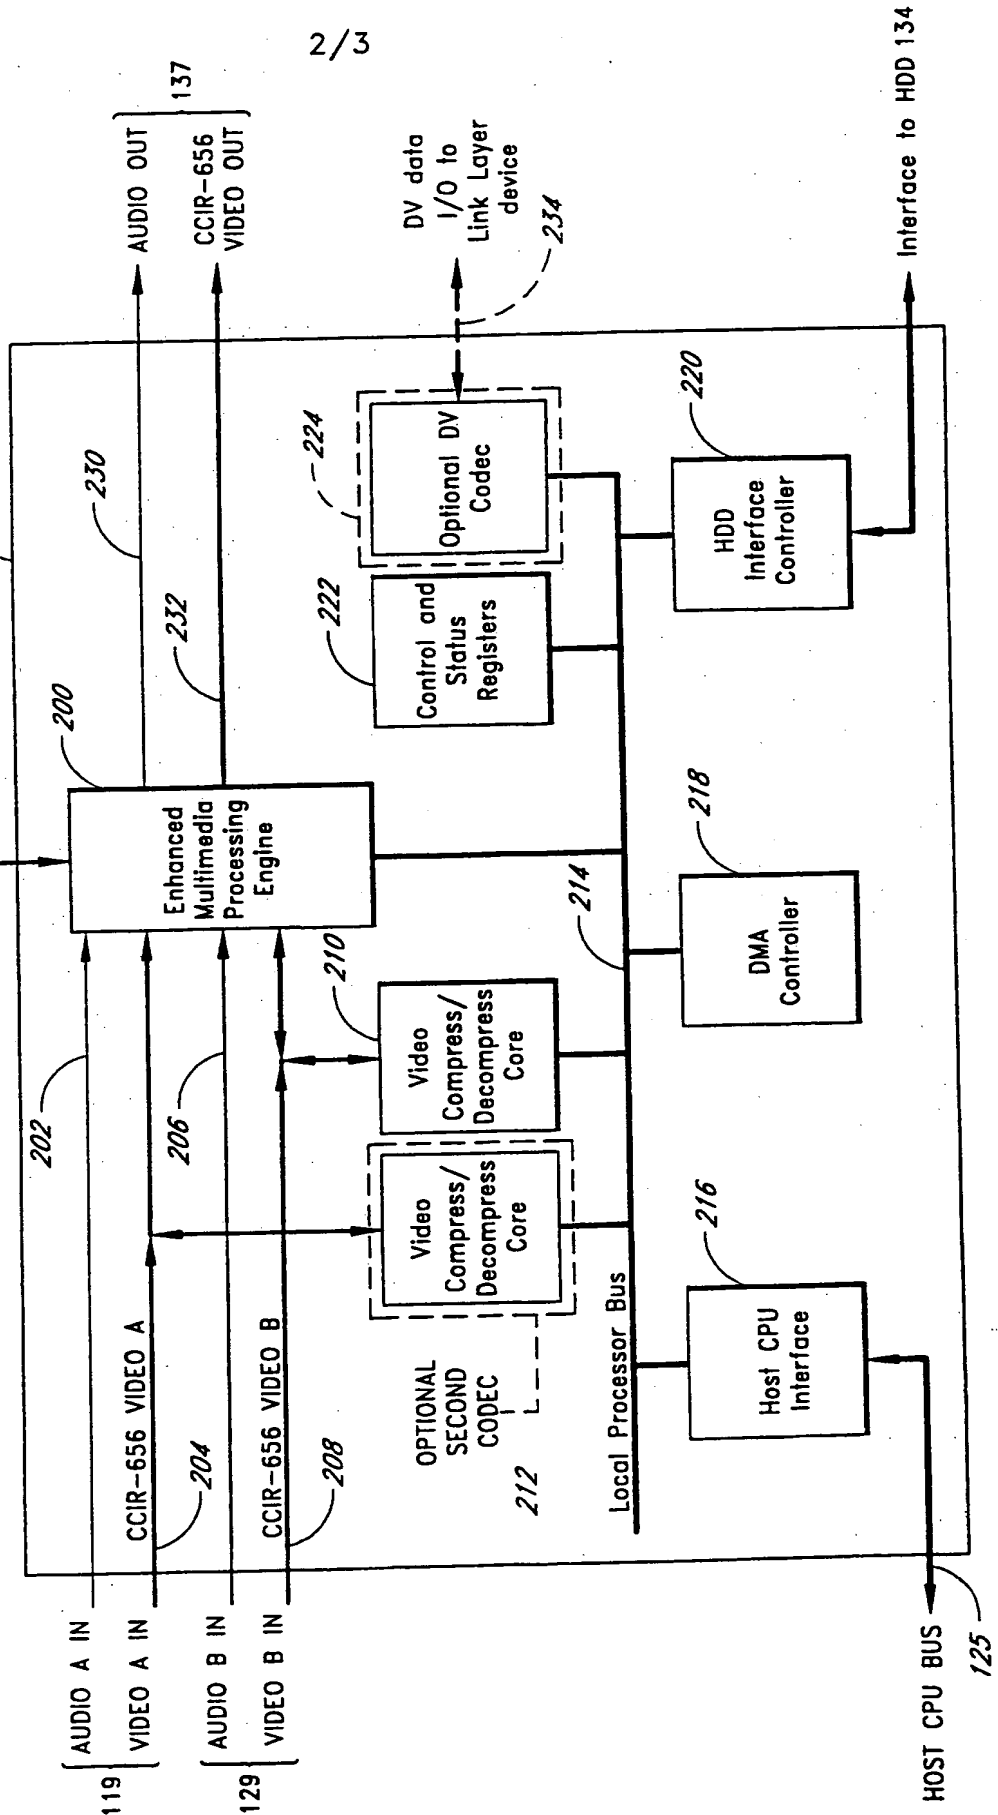 2/3
119
AUDIO A IN
VIDEO A IN
129
AUDIO B IN
VIDEO B IN
202
CCIR-656 VIDEO A
204
206
CCIR-656 VIDEO B
208
200
Enhanced
Multimedia
Processing
Engine
230
232
AUDIO OUT
CCIR-656
VIDEO OUT
137
OPTIONAL
SECOND
CODEC
212
Video
Compress/
Decompress
Core
210
Video
Compress/
Decompress
Core
222
Control and
Status
Registers
224
Optional DV
Codec
DV data
I/O to
Link Layer
device
234
Local Processor Bus
214
216
Host CPU
Interface
218
DMA
Controller
220
HDD
Interface
Controller
HOST CPU BUS
125
Interface to HDD 134